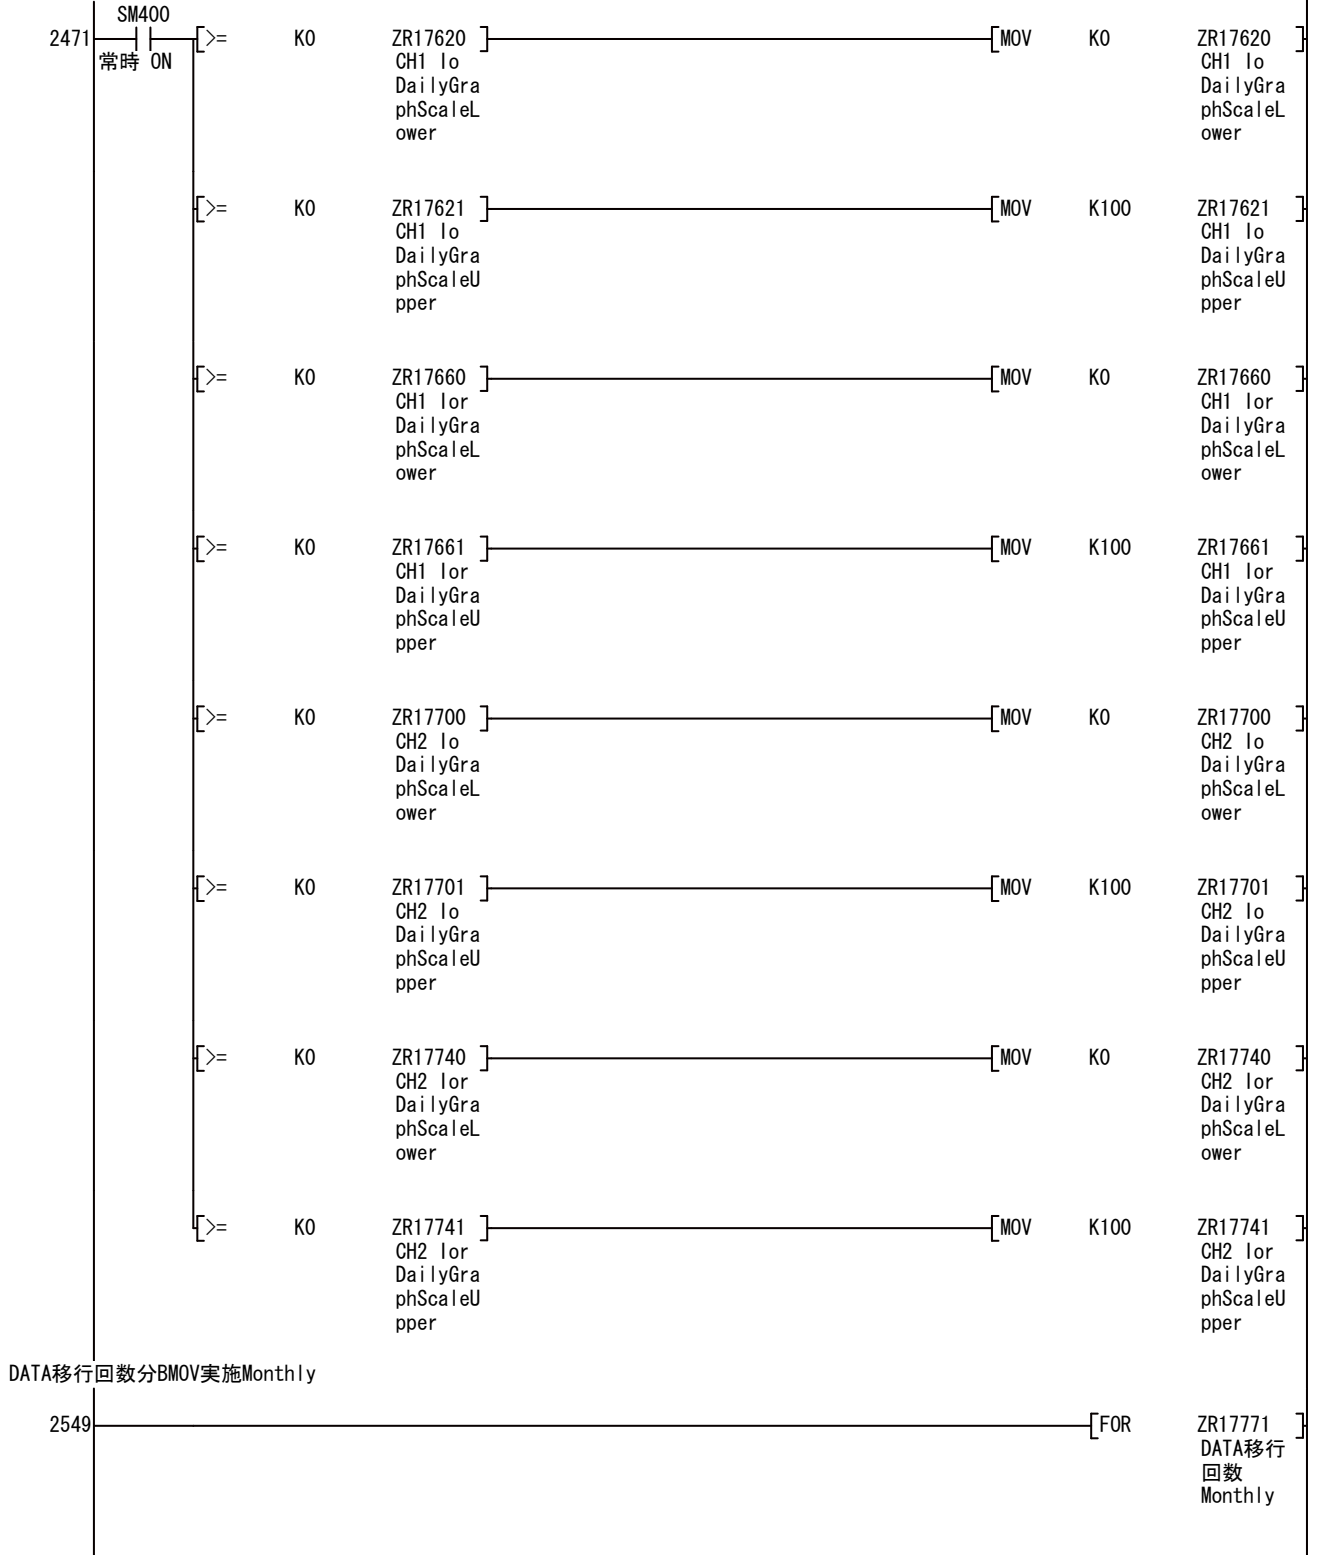 SM400
2471 >= K0 ZR17620 MOV K0 ZR17620
常時 ON CH1 Io CH1 Io
DailyGra DailyGra
phScaleL phScaleL
ower ower
>= K0 ZR17621 MOV K100 ZR17621
CH1 Io CH1 Io
DailyGra DailyGra
phScaleU phScaleU
pper pper
>= K0 ZR17660 MOV K0 ZR17660
CH1 Ior CH1 Ior
DailyGra DailyGra
phScaleL phScaleL
ower ower
>= K0 ZR17661 MOV K100 ZR17661
CH1 Ior CH1 Ior
DailyGra DailyGra
phScaleU phScaleU
pper pper
>= K0 ZR17700 MOV K0 ZR17700
CH2 Io CH2 Io
DailyGra DailyGra
phScaleL phScaleL
ower ower
>= K0 ZR17701 MOV K100 ZR17701
CH2 Io CH2 Io
DailyGra DailyGra
phScaleU phScaleU
pper pper
>= K0 ZR17740 MOV K0 ZR17740
CH2 Ior CH2 Ior
DailyGra DailyGra
phScaleL phScaleL
ower ower
>= K0 ZR17741 MOV K100 ZR17741
CH2 Ior CH2 Ior
DailyGra DailyGra
phScaleU phScaleU
pper pper
DATA移行回数分BMOV実施Monthly
2549 FOR ZR17771
DATA移行
回数
Monthly